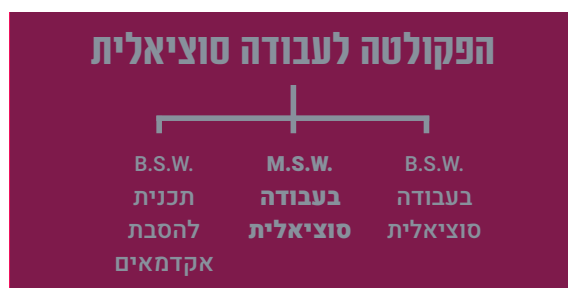 הפקולטה לעבודה סוציאלית
B.S.W.
בעבודה
סוציאלית
M.S.W.
בעבודה
סוציאלית
B.S.W.
תכנית
להסבת
אקדמאים